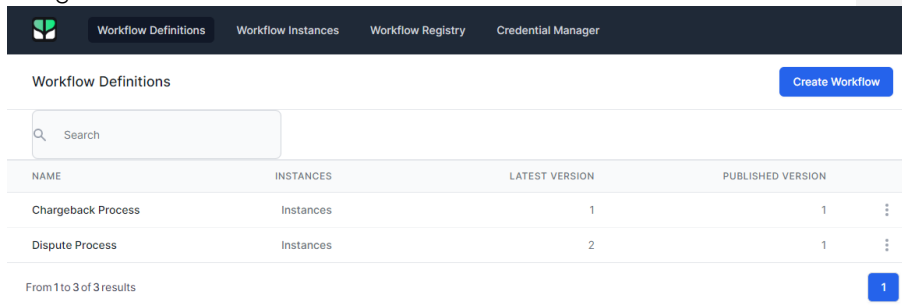 Workflow Definitions Workflow Instances Workflow Registry Credential Manager
Workflow Definitions Create Workflow
Search
NAME INSTANCES LATEST VERSION PUBLISHED VERSION
Chargeback Process Instances 1 1
Dispute Process Instances 2 1
From 1 to 3 of 3 results 1